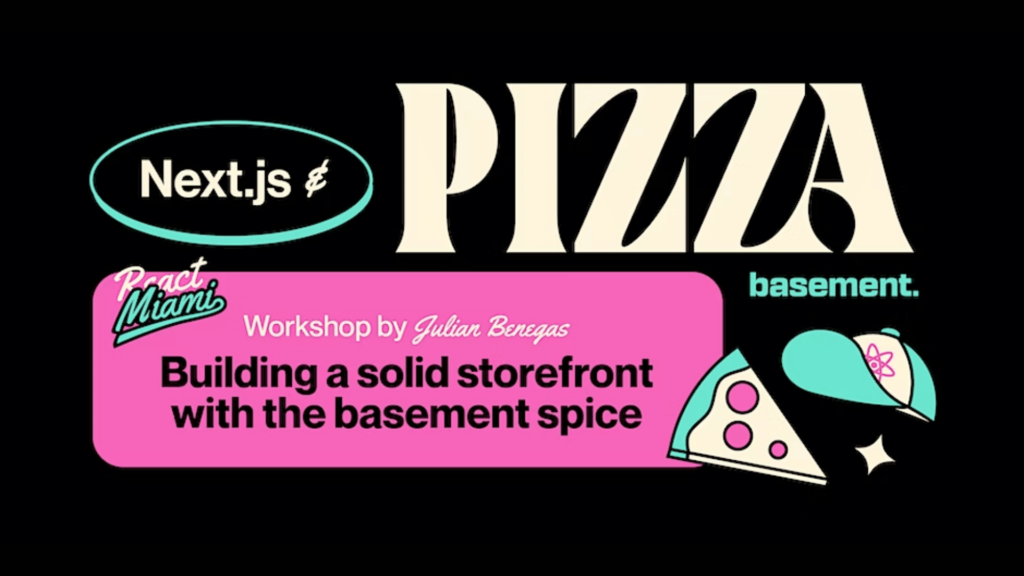 Next.js &
PIZZA
basement.
React
Miami
Workshop by Julian Benegas
Building a solid storefront
with the basement spice